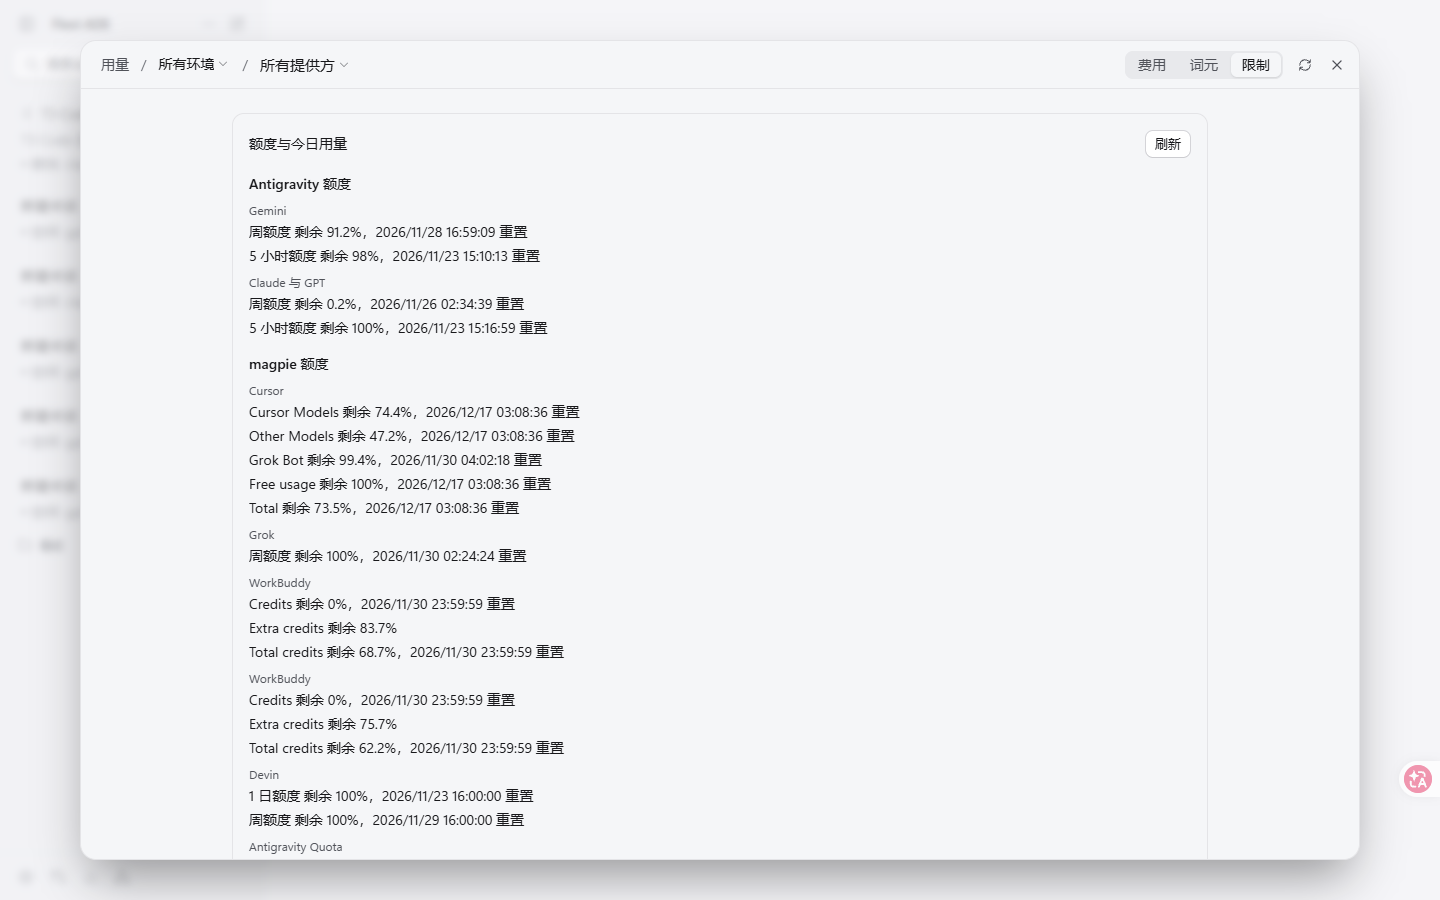 用量 / 所有环境 / 所有提供方
费用 词元 限制
额度与今日用量
刷新
Antigravity 额度
Gemini
周额度 剩余 91.2%，2026/11/28 16:59:09 重置
5 小时额度 剩余 98%，2026/11/23 15:10:13 重置
Claude 与 GPT
周额度 剩余 0.2%，2026/11/26 02:34:39 重置
5 小时额度 剩余 100%，2026/11/23 15:16:59 重置
magpie 额度
Cursor
Cursor Models 剩余 74.4%，2026/12/17 03:08:36 重置
Other Models 剩余 47.2%，2026/12/17 03:08:36 重置
Grok Bot 剩余 99.4%，2026/11/30 04:02:18 重置
Free usage 剩余 100%，2026/12/17 03:08:36 重置
Total 剩余 73.5%，2026/12/17 03:08:36 重置
Grok
周额度 剩余 100%，2026/11/30 02:24:24 重置
WorkBuddy
Credits 剩余 0%，2026/11/30 23:59:59 重置
Extra credits 剩余 83.7%
Total credits 剩余 68.7%，2026/11/30 23:59:59 重置
WorkBuddy
Credits 剩余 0%，2026/11/30 23:59:59 重置
Extra credits 剩余 75.7%
Total credits 剩余 62.2%，2026/11/30 23:59:59 重置
Devin
1 日额度 剩余 100%，2026/11/23 16:00:00 重置
周额度 剩余 100%，2026/11/29 16:00:00 重置
Antigravity Quota